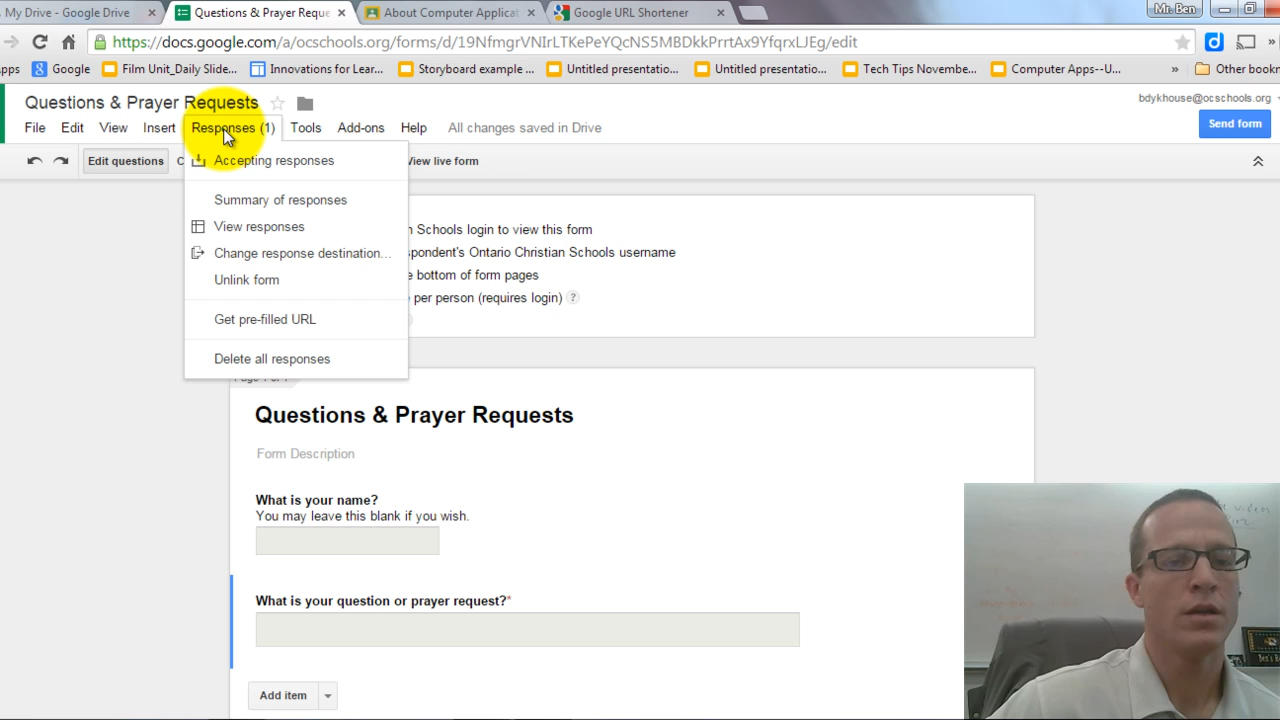 My Drive - Google Drive
Questions & Prayer Reque
About Computer Applicat
Google URL Shortener
Mr. Ben
https://docs.google.com/a/ocschools.org/forms/d/19NfmgrVNIrLTKePeYQcNS5MBDkkPrrtAx9YfqrxLJEg/edit
Apps
Google
Film Unit_Daily Slide...
Innovations for Lear...
Storyboard example ...
Untitled presentatio...
Untitled presentatio...
Tech Tips Novembe...
Computer Apps--U...
»
Other bookm
Questions & Prayer Requests
bdykhouse@ocschools.org
File Edit View Insert Responses (1) Tools Add-ons Help All changes saved in Drive
Send form
Edit questions
View live form
Accepting responses
Summary of responses
View responses
Change response destination...
Unlink form
Get pre-filled URL
Delete all responses
n Schools login to view this form
spondent's Ontario Christian Schools username
e bottom of form pages
e per person (requires login) ?
Questions & Prayer Requests
Form Description
What is your name?
You may leave this blank if you wish.
What is your question or prayer request?*
Add item